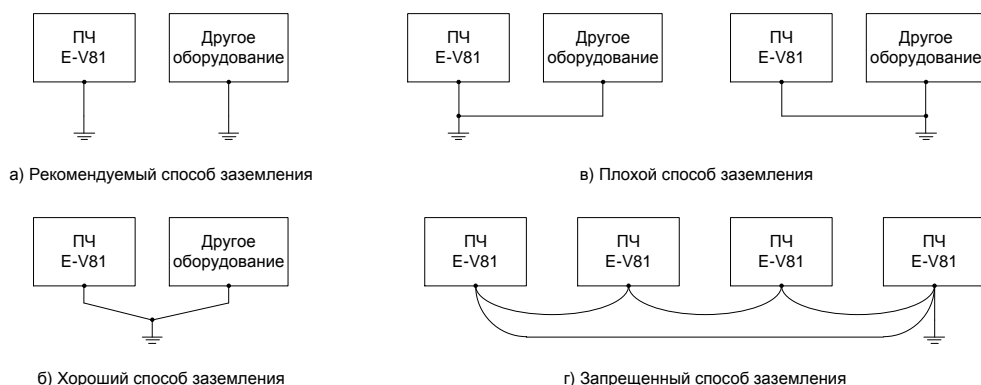 ПЧ
E-V81
Другое
оборудование
ПЧ
E-V81
Другое
оборудование
ПЧ
E-V81
Другое
оборудование
а) Рекомендуемый способ заземления
в) Плохой способ заземления
ПЧ
E-V81
Другое
оборудование
ПЧ
E-V81
ПЧ
E-V81
ПЧ
E-V81
ПЧ
E-V81
б) Хороший способ заземления
г) Запрещенный способ заземления